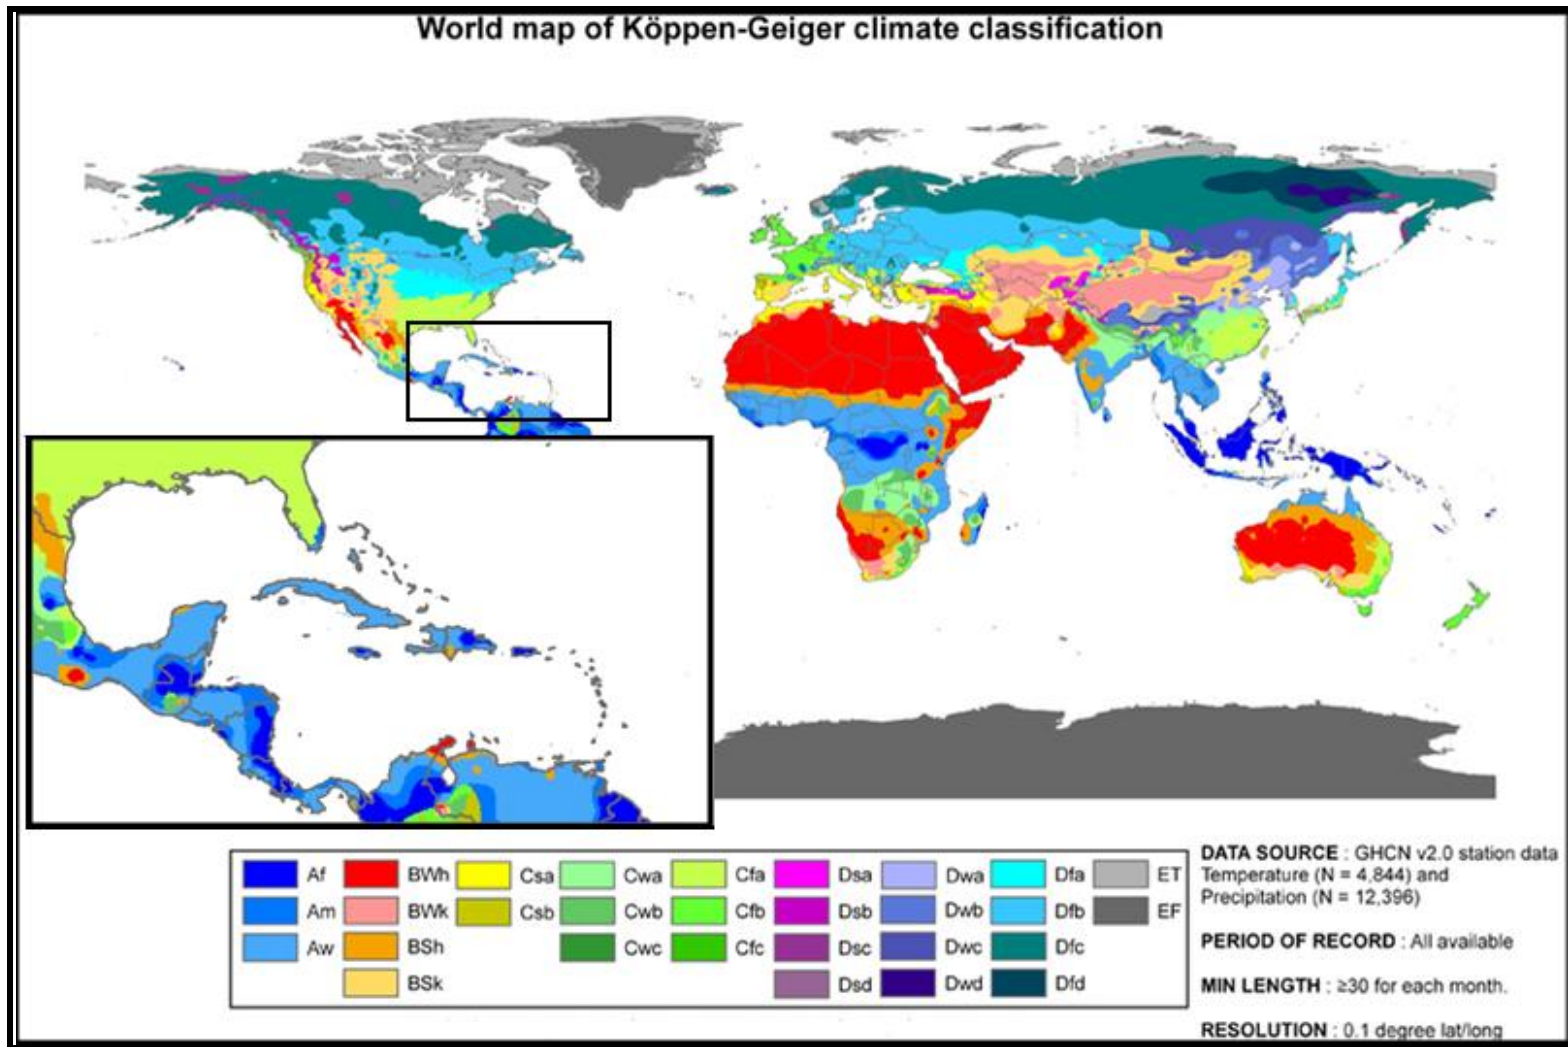 World map of Köppen-Geiger climate classification
Af BWh Csa Cwa Cfa Dsa Dwa Dfa ET
Am BWk Csb Cwb Cfb Dsb Dwb Dfb EF
Aw BSh Cwc Cfc Dsc Dwc Dfc
BSk Dsd Dwd Dfd
DATA SOURCE : GHCN v2.0 station data
Temperature (N = 4,844) and
Precipitation (N = 12,396)
PERIOD OF RECORD : All available
MIN LENGTH : ≥30 for each month.
RESOLUTION : 0.1 degree lat/long